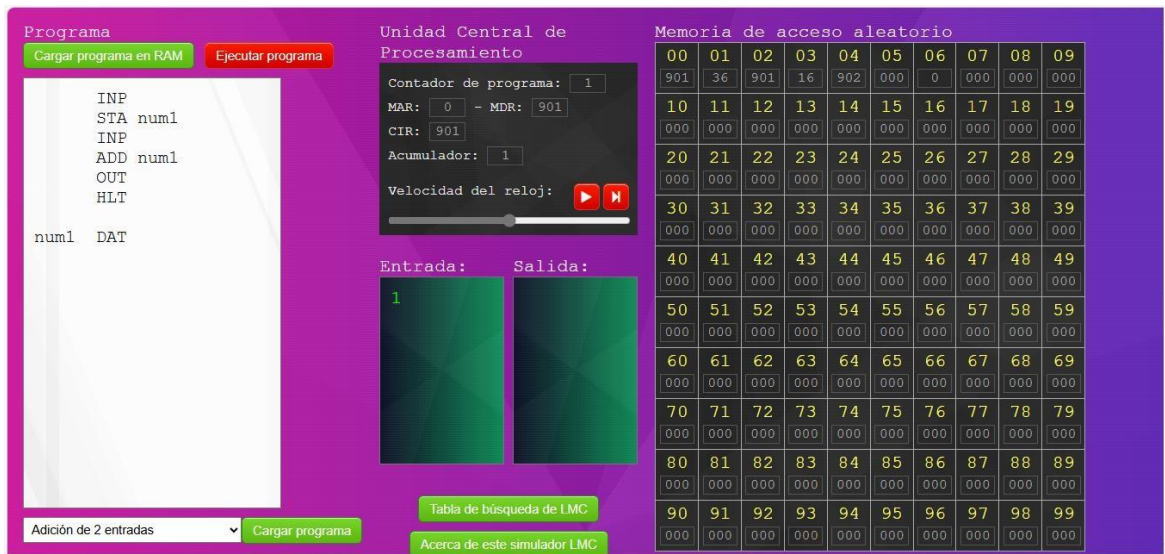 Programa
Cargar programa en RAM Ejecutar programa
INP
STA num1
INP
ADD num1
OUT
HLT
num1 DAT
Adición de 2 entradas Cargar programa
Unidad Central de
Procesamiento
Contador de programa: 1
MAR: 0 - MDR: 901
CIR: 901
Acumulador: 1
Velocidad del reloj:
Entrada: Salida:
1
Tabla de búsqueda de LMC
Acerca de este simulador LMC
Memoria de acceso aleatorio
00 01 02 03 04 05 06 07 08 09
901 36 901 16 902 000 0 000 000 000
10 11 12 13 14 15 16 17 18 19
000 000 000 000 000 000 000 000 000 000
20 21 22 23 24 25 26 27 28 29
000 000 000 000 000 000 000 000 000 000
30 31 32 33 34 35 36 37 38 39
000 000 000 000 000 000 000 000 000 000
40 41 42 43 44 45 46 47 48 49
000 000 000 000 000 000 000 000 000 000
50 51 52 53 54 55 56 57 58 59
000 000 000 000 000 000 000 000 000 000
60 61 62 63 64 65 66 67 68 69
000 000 000 000 000 000 000 000 000 000
70 71 72 73 74 75 76 77 78 79
000 000 000 000 000 000 000 000 000 000
80 81 82 83 84 85 86 87 88 89
000 000 000 000 000 000 000 000 000 000
90 91 92 93 94 95 96 97 98 99
000 000 000 000 000 000 000 000 000 000